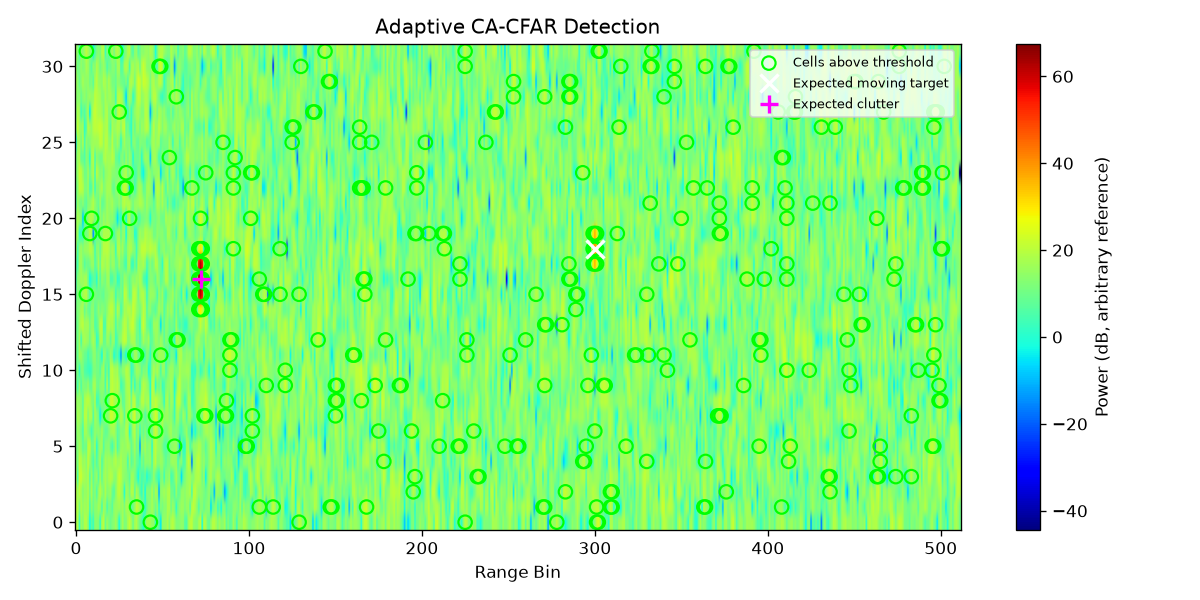 Adaptive CA-CFAR Detection
Cells above threshold
Expected moving target
Expected clutter
Shifted Doppler Index
30
25
20
15
10
5
0
0
100
200
300
400
500
Range Bin
60
40
20
0
−20
−40
Power (dB, arbitrary reference)